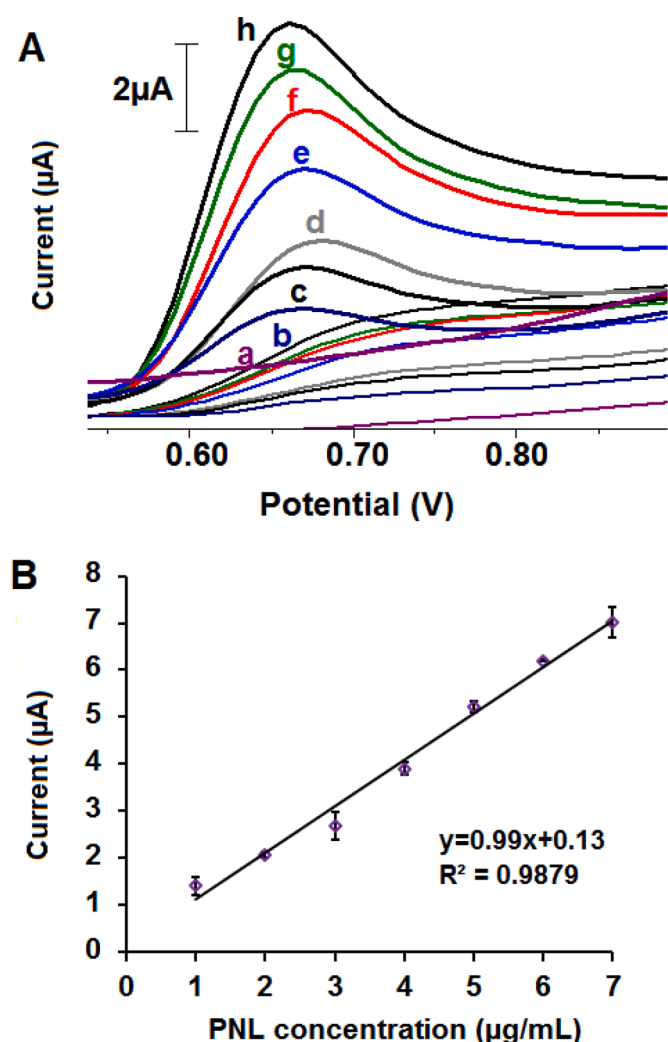 A
h
g
2µA
f
e
d
c
b
a
Current (µA)
0.60 0.70 0.80
Potential (V)
B
8
7
6
5
4
3
2
1
0
Current (µA)
y=0.99x+0.13
R² = 0.9879
0 1 2 3 4 5 6 7
PNL concentration (µg/mL)